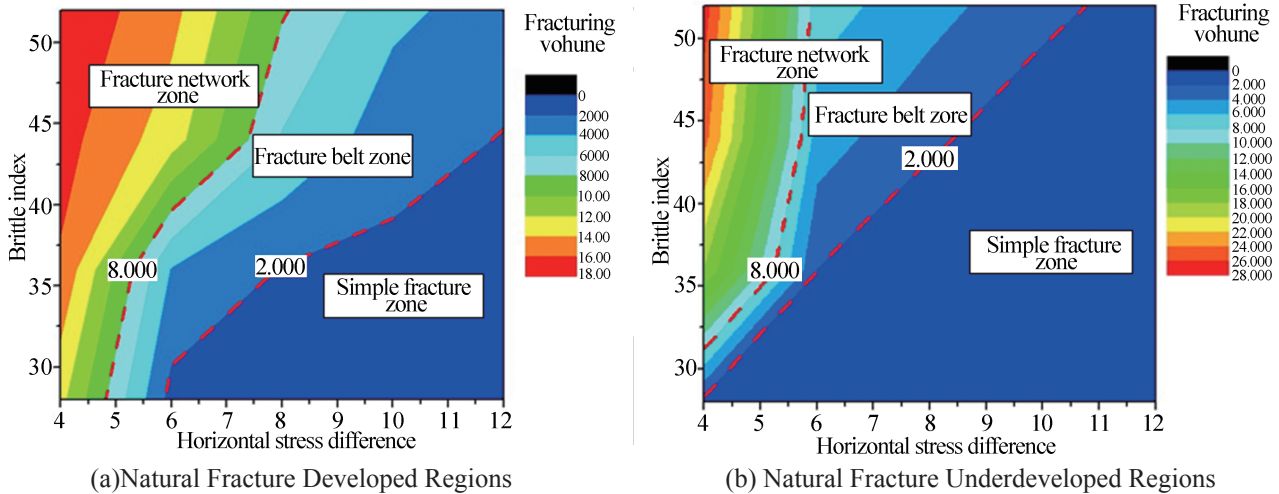 Fracturing
vohune
50
45
40
35
30
Brittle index
Fracture network
zone
Fracture belt zone
8.000
2.000
Simple fracture
zone
0
2000
4000
6000
8000
10.00
12.00
14.00
16.00
18.00
4 5 6 7 8 9 10 11 12
Horizontal stress difference
(a)Natural Fracture Developed Regions
Fracturing
vohune
50
45
40
35
30
Brittle index
Fracture network
zone
Fracture belt zore
2.000
8.000
Simple fracture
zone
0
2.000
4.000
6.000
8.000
10.000
12.000
14.000
16.000
18.000
20.000
22.000
24.000
26.000
28.000
4 5 6 7 8 9 10 11 12
Horizontal stress difference
(b) Natural Fracture Underdeveloped Regions